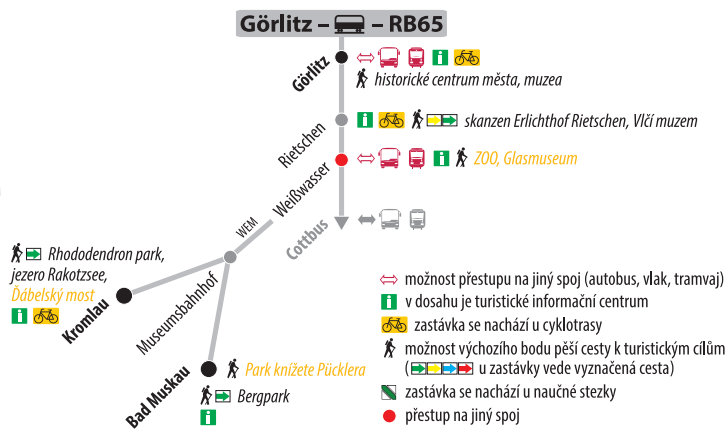 Görlitz – – RB65
Görlitz
historické centrum města, muzea
Rietschen
skanzen Erlichthof Rietschen, Vlčí muzem
Weißwasser
ZOO, Glasmuseum
WEM
Cottbus
Rhododendron park,
jezero Rakotzsee,
Ďábelský most
Kromlau
Museumsbahnhof
Bad Muskau
Park knížete Pücklera
Bergpark
možnost přestupu na jiný spoj (autobus, vlak, tramvaj)
v dosahu je turistické informační centrum
zastávka se nachází u cyklotrasy
možnost výchozího bodu pěší cesty k turistickým cílům
( u zastávky vede vyznačená cesta)
zastávka se nachází u naučné stezky
přestup na jiný spoj